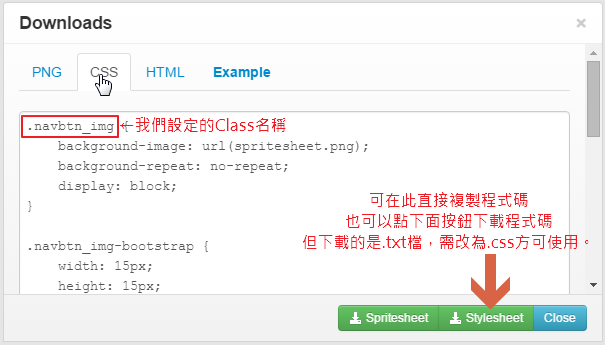 Downloads ×
PNG CSS HTML Example
.navbtn_img { ←我們設定的Class名稱
background-image: url(spritesheet.png);
background-repeat: no-repeat;
display: block;
}
可在此直接複製程式碼
也可以點下面按鈕下載程式碼
但下載的是.txt檔，需改為.css方可使用。
.navbtn_img-bootstrap {
width: 15px;
height: 15px;
Spritesheet Stylesheet Close